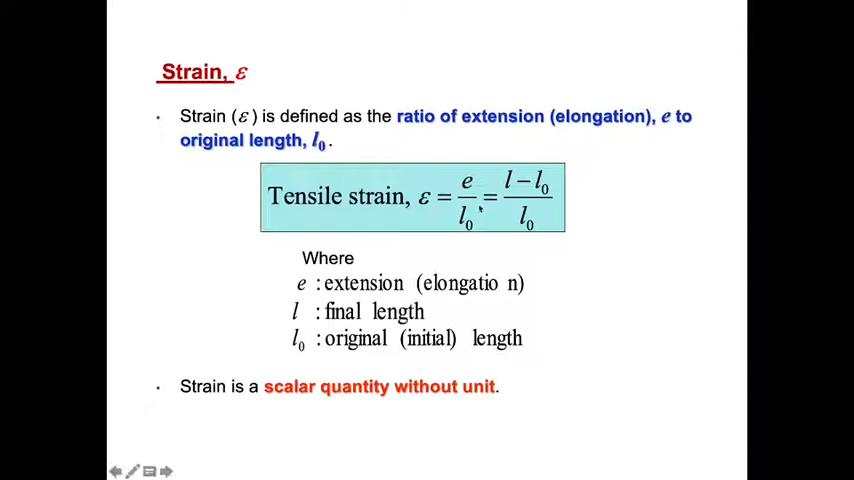 Strain, ε
• Strain (ε) is defined as the ratio of extension (elongation), e to
original length, l₀.
Tensile strain, ε = e/l₀ = (l − l₀)/l₀
Where
e : extension (elongatio n)
l : final length
l₀ : original (initial) length
• Strain is a scalar quantity without unit.